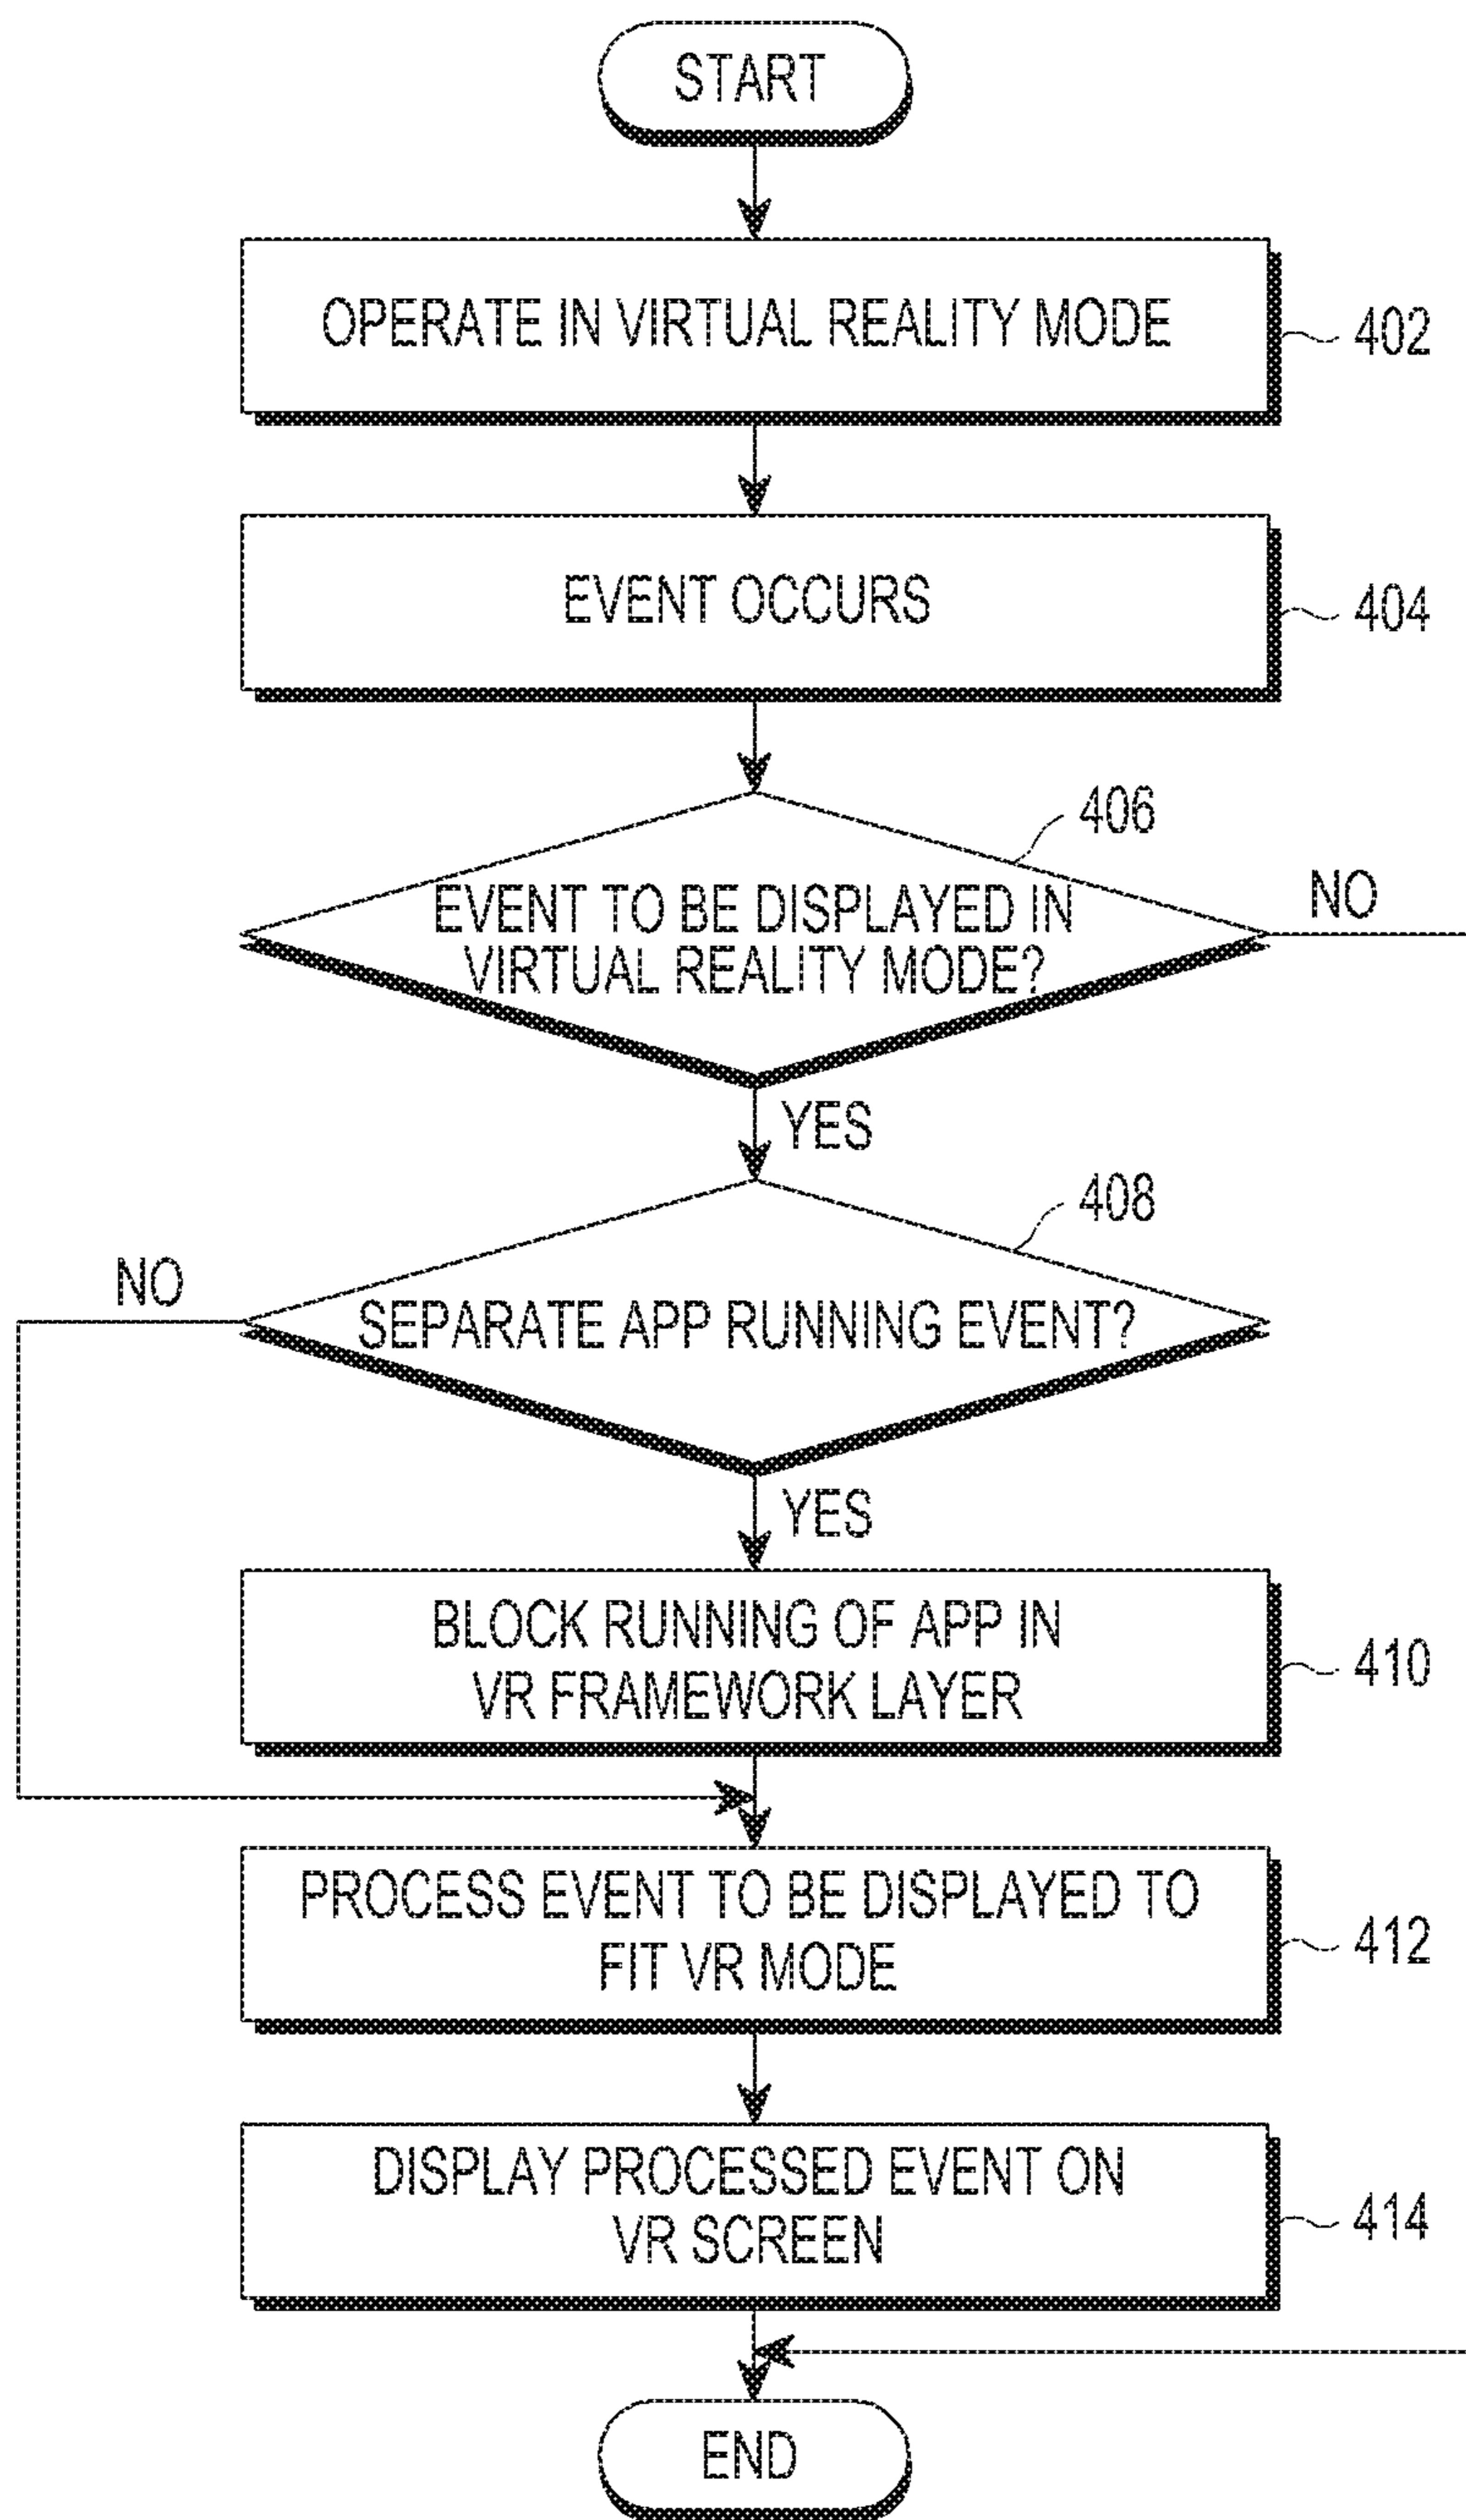 START
OPERATE IN VIRTUAL REALITY MODE
402
EVENT OCCURS
404
406
EVENT TO BE DISPLAYED IN
VIRTUAL REALITY MODE?
NO
YES
408
NO
SEPARATE APP RUNNING EVENT?
YES
BLOCK RUNNING OF APP IN
VR FRAMEWORK LAYER
410
PROCESS EVENT TO BE DISPLAYED TO
FIT VR MODE
412
DISPLAY PROCESSED EVENT ON
VR SCREEN
414
END